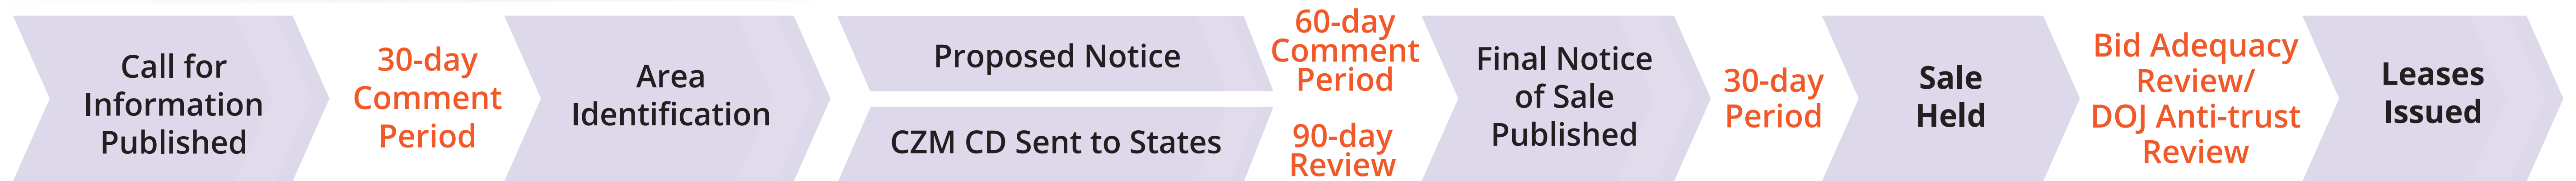 Call for
Information
Published
30-day
Comment
Period
Area
Identification
Proposed Notice
CZM CD Sent to States
60-day
Comment
Period
90-day
Review
Final Notice
of Sale
Published
30-day
Period
Sale
Held
Bid Adequacy
Review/
DOJ Anti-trust
Review
Leases
Issued